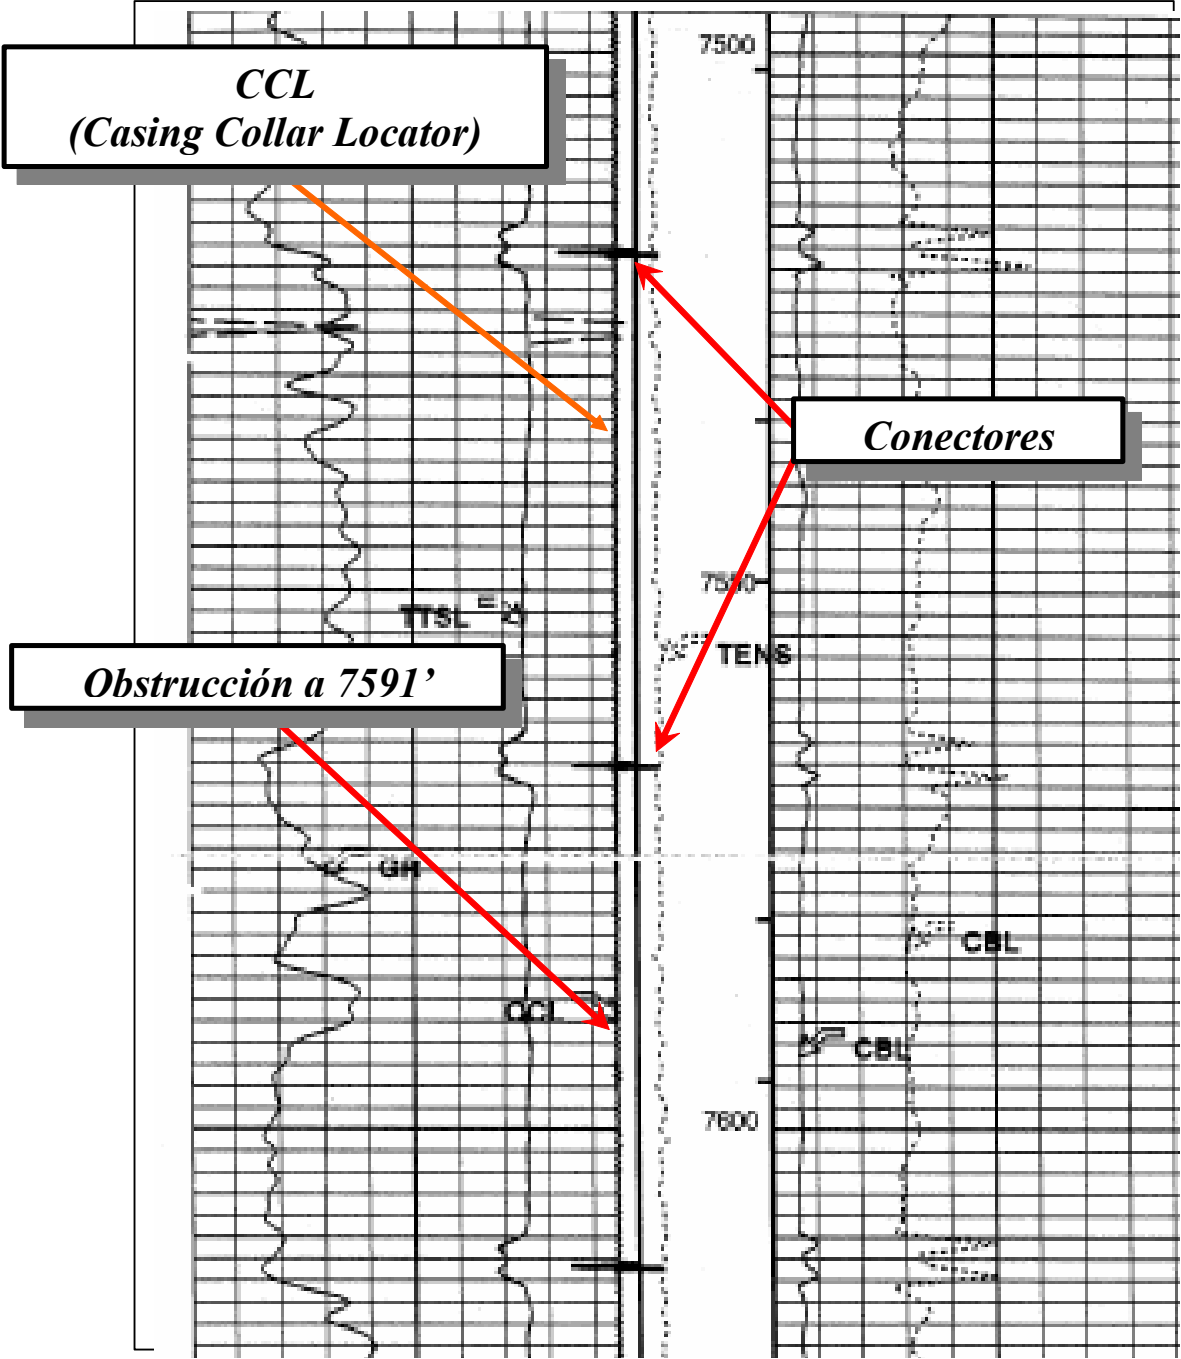 7500
CCL
(Casing Collar Locator)
Conectores
7550
TTSL
TENS
Obstrucción a 7591’
GR
CBL
CCL
CBL
7600